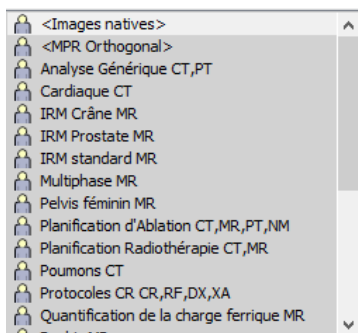 <Images natives>
<MPR Orthogonal>
Analyse Générique CT,PT
Cardiaque CT
IRM Crâne MR
IRM Prostate MR
IRM standard MR
Multiphase MR
Pelvis féminin MR
Planification d'Ablation CT,MR,PT,NM
Planification Radiothérapie CT,MR
Poumons CT
Protocoles CR CR,RF,DX,XA
Quantification de la charge ferrique MR